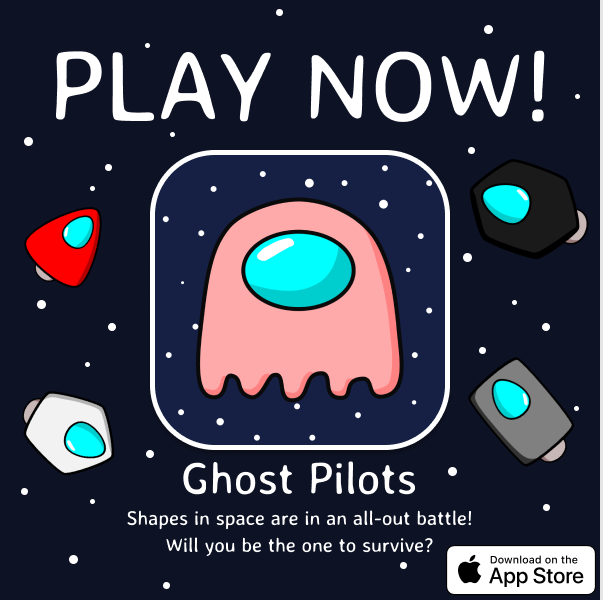 PLAY NOW!
Ghost Pilots
Shapes in space are in an all-out battle!
Will you be the one to survive?
Download on the
App Store